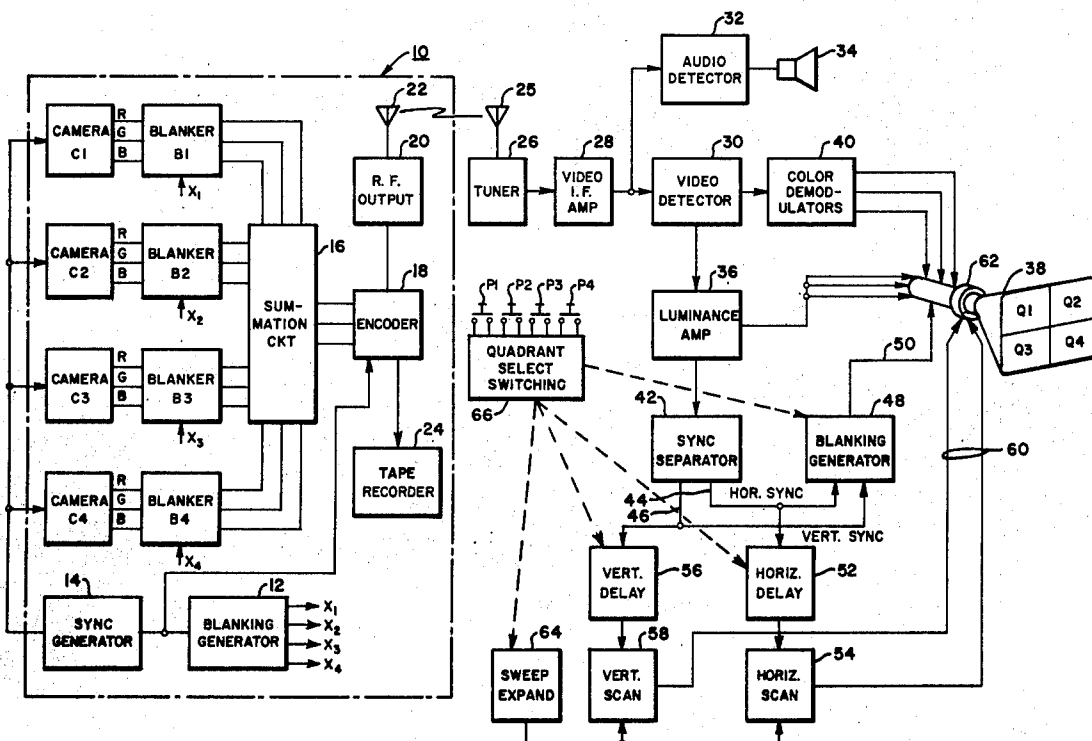 10
CAMERA
C1
R
G
B
BLANKER
B1
X1
CAMERA
C2
R
G
B
BLANKER
B2
X2
CAMERA
C3
R
G
B
BLANKER
B3
X3
CAMERA
C4
R
G
B
BLANKER
B4
X4
16
SUM-
MATION
CKT
22
20
R. F.
OUTPUT
18
ENCODER
24
TAPE
RECORDER
14
SYNC
GENERATOR
12
BLANKING
GENERATOR
X1
X2
X3
X4
25
26
TUNER
28
VIDEO
I.F.
AMP
32
AUDIO
DETECTOR
34
30
VIDEO
DETECTOR
40
COLOR
DEMOD-
ULATORS
36
LUMINANCE
AMP
62
38
Q1
Q2
Q3
Q4
P1
P2
P3
P4
QUADRANT
SELECT
SWITCHING
66
42
SYNC
SEPARATOR
50
48
BLANKING
GENERATOR
60
44
HOR. SYNC
46
VERT. SYNC
56
VERT.
DELAY
52
HORIZ.
DELAY
64
SWEEP
EXPAND
58
VERT.
SCAN
54
HORIZ.
SCAN